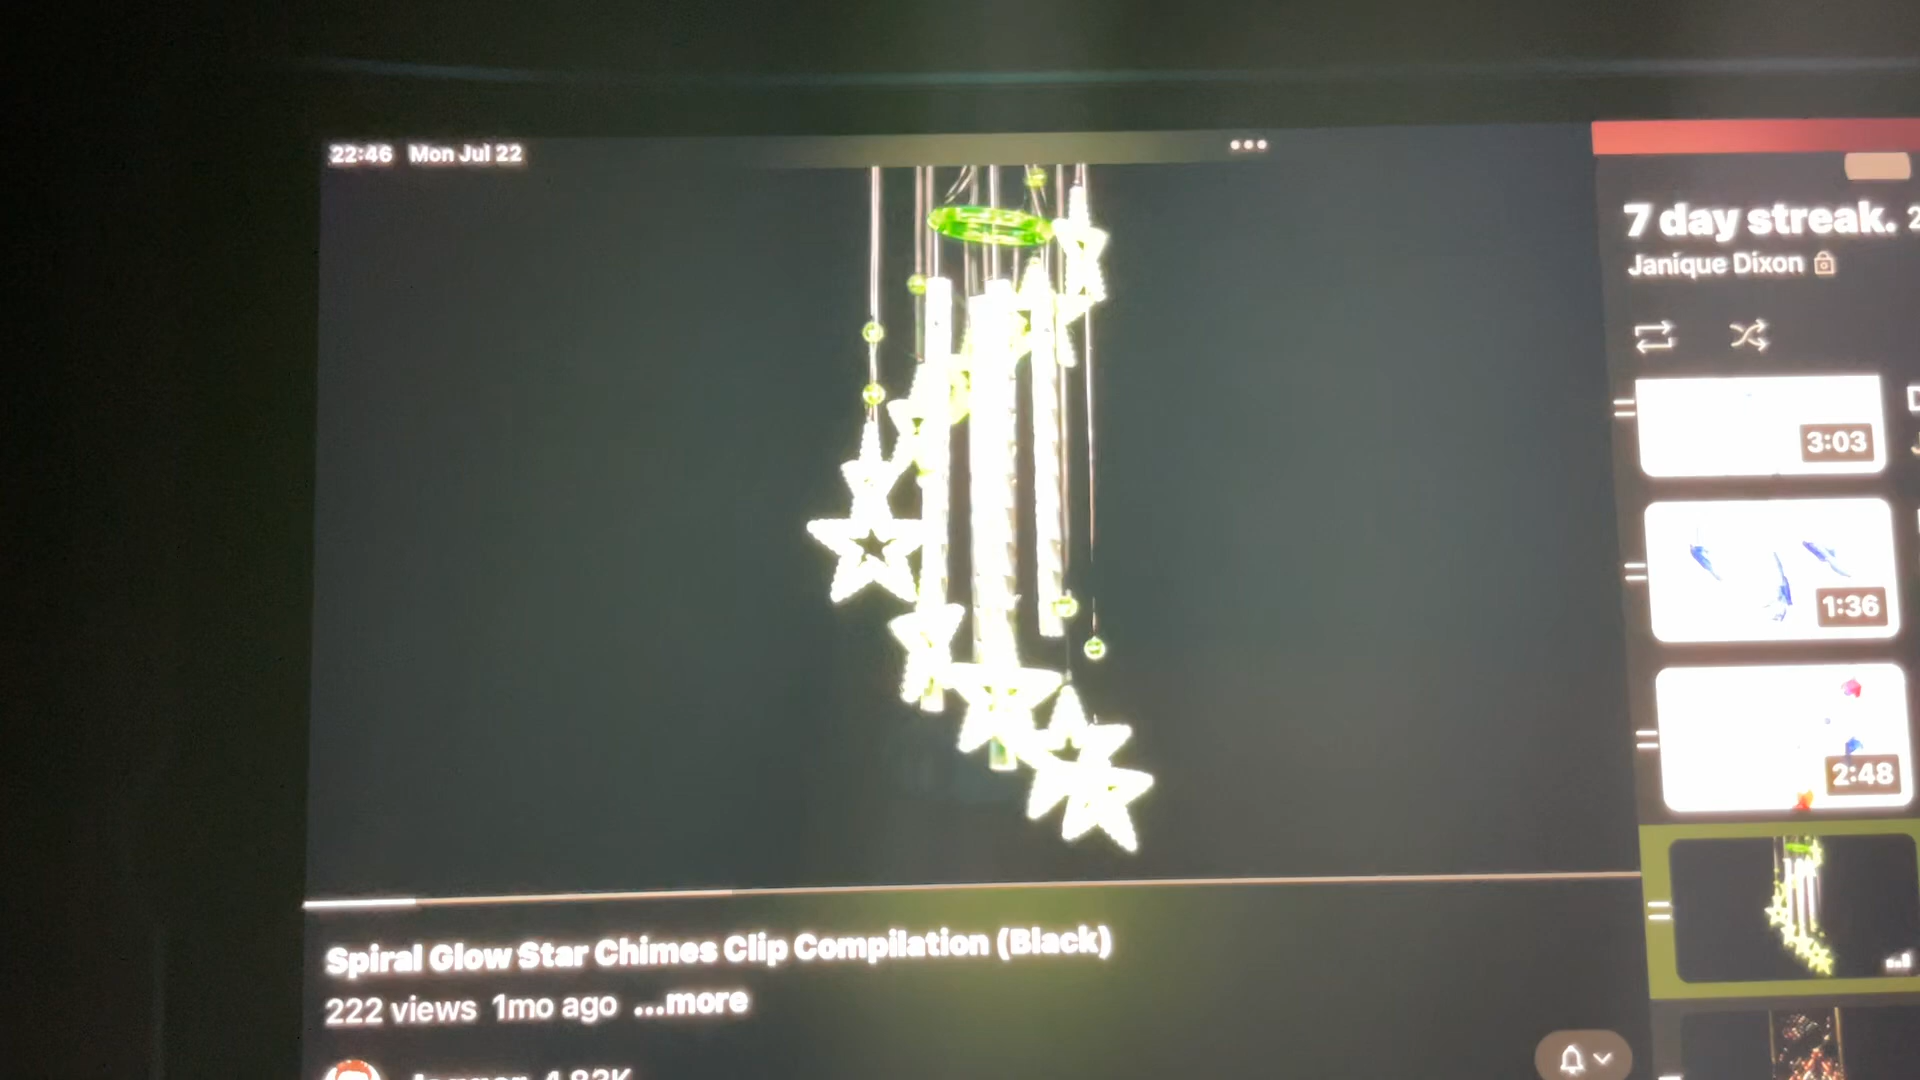 22:46 Mon Jul 22
Spiral Glow Star Chimes Clip Compilation (Black)
222 views 1mo ago ...more
7 day streak.
Janique Dixon
3:03
1:36
2:48